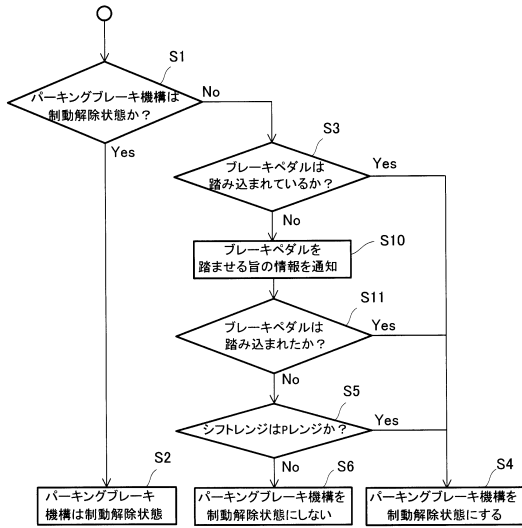 S1
パーキングブレーキ機構は
制動解除状態か？
No
Yes
S3
ブレーキペダルは
踏み込まれているか？
Yes
No
S10
ブレーキペダルを
踏ませる旨の情報を通知
S11
ブレーキペダルは
踏み込まれたか？
Yes
No
S5
シフトレンジはPレンジか？
Yes
No
S2
パーキングブレーキ
機構は制動解除状態
S6
パーキングブレーキ機構を
制動解除状態にしない
S4
パーキングブレーキ機構を
制動解除状態にする